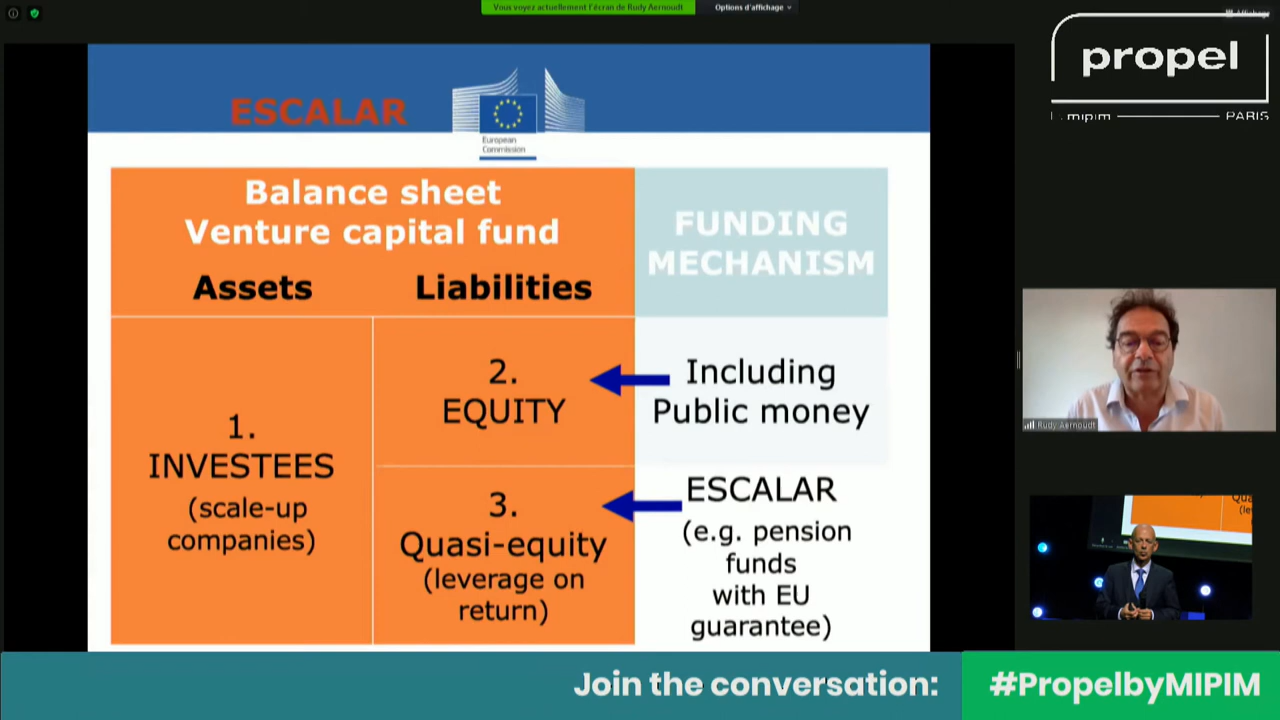 Vous voyez actuellement l'écran de Rudy Aernoudt
Options d'affichage
Affichage
propel
mipim
PARIS
ESCALAR
European
Commission
Balance sheet
Venture capital fund
Assets
Liabilities
FUNDING
MECHANISM
1.
INVESTEES
(scale-up
companies)
2.
EQUITY
Including
Public money
3.
Quasi-equity
(leverage on
return)
ESCALAR
(e.g. pension
funds
with EU
guarantee)
Rudy Aernoudt
Join the conversation:
#PropelbyMIPIM